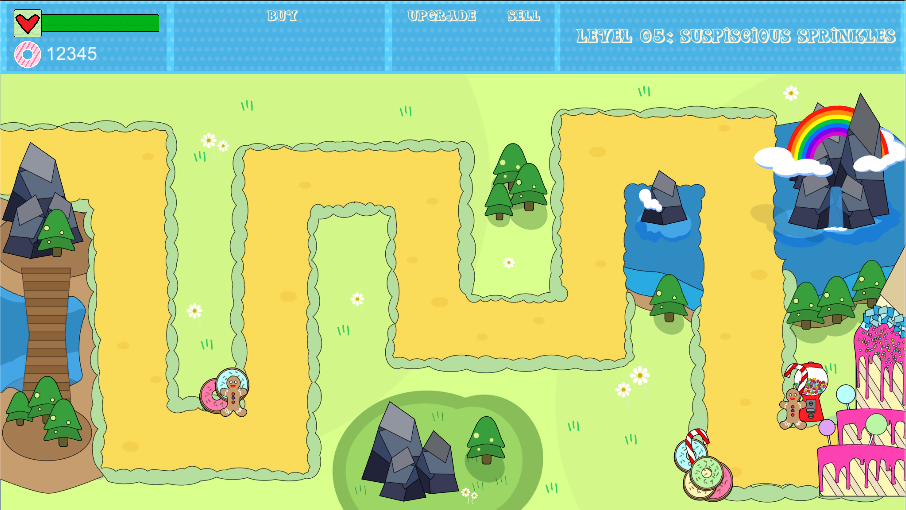 BUY
UPGRADE
SELL
LEVEL 05: SUSPISCIOUS SPRINKLES
12345